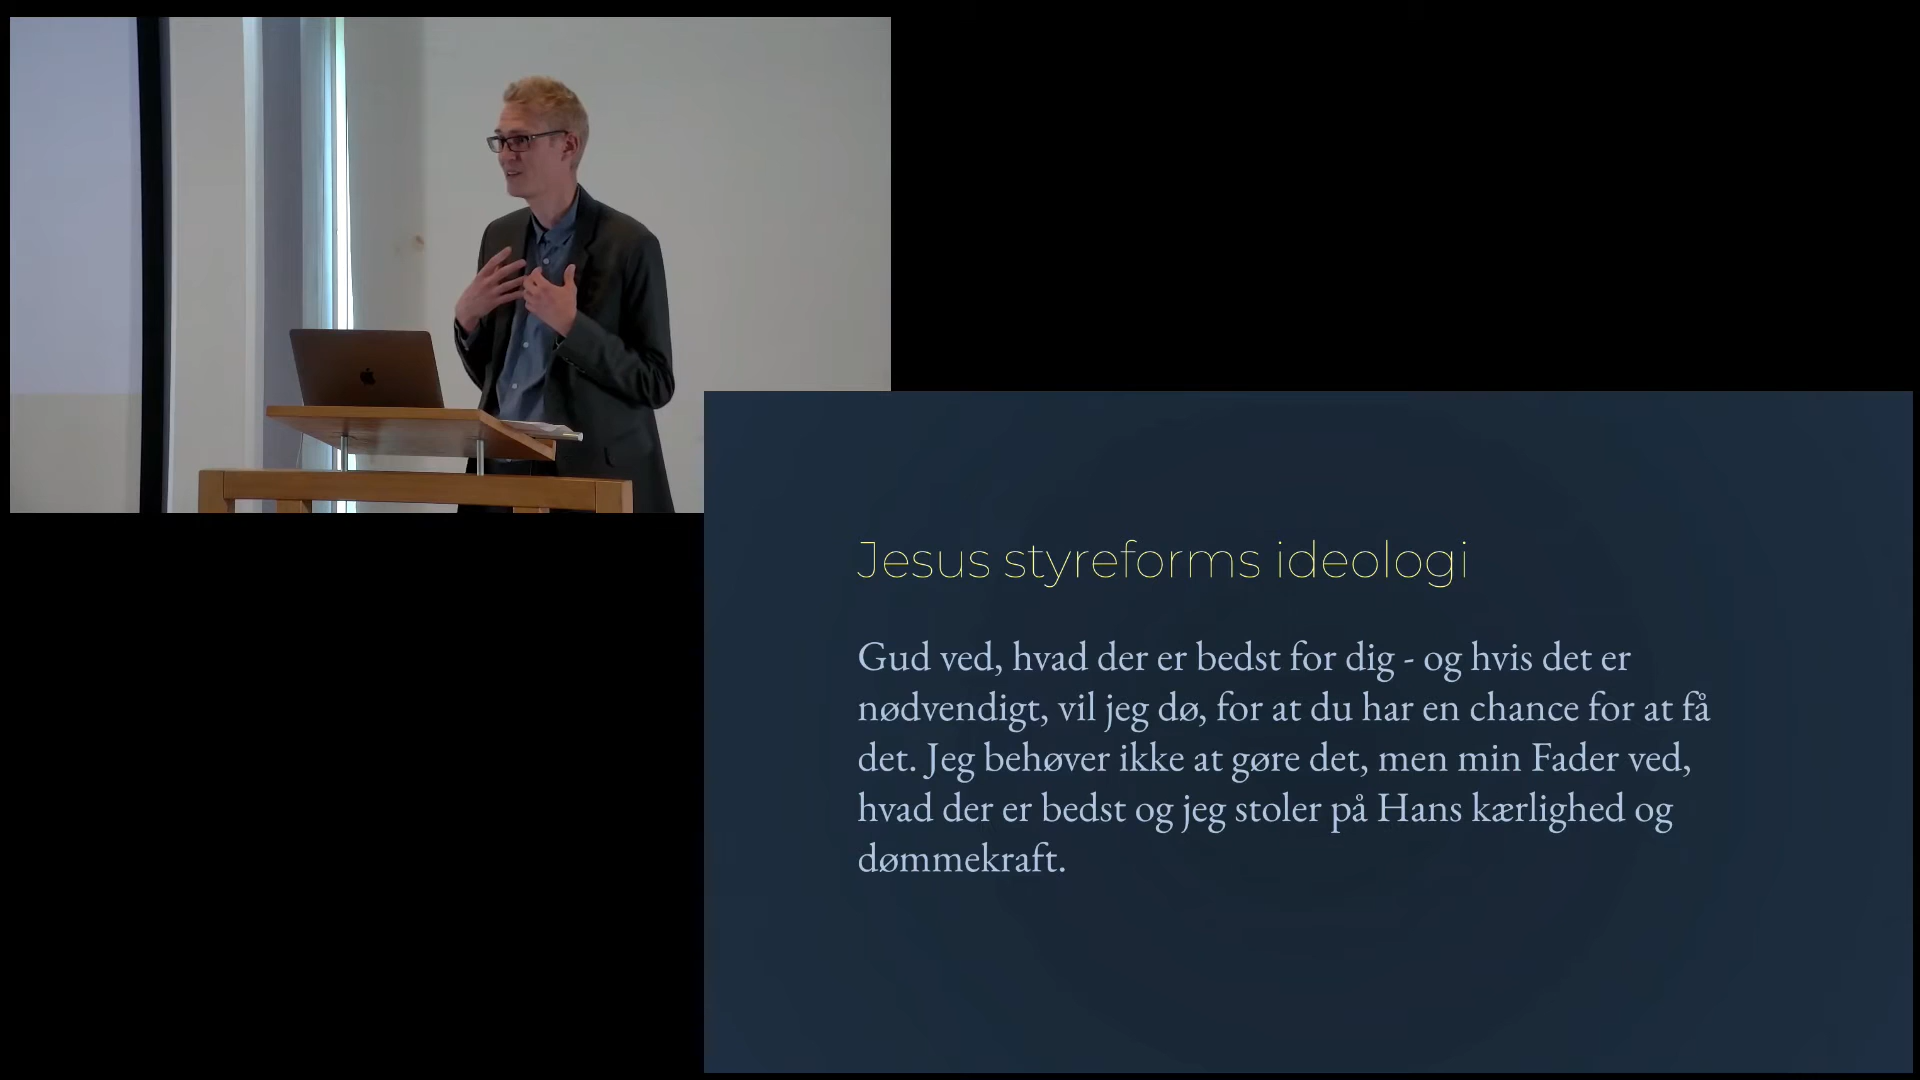 Jesus styreforms ideologi
Gud ved, hvad der er bedst for dig - og hvis det er
nødvendigt, vil jeg dø, for at du har en chance for at få
det. Jeg behøver ikke at gøre det, men min Fader ved,
hvad der er bedst og jeg stoler på Hans kærlighed og
dømmekraft.